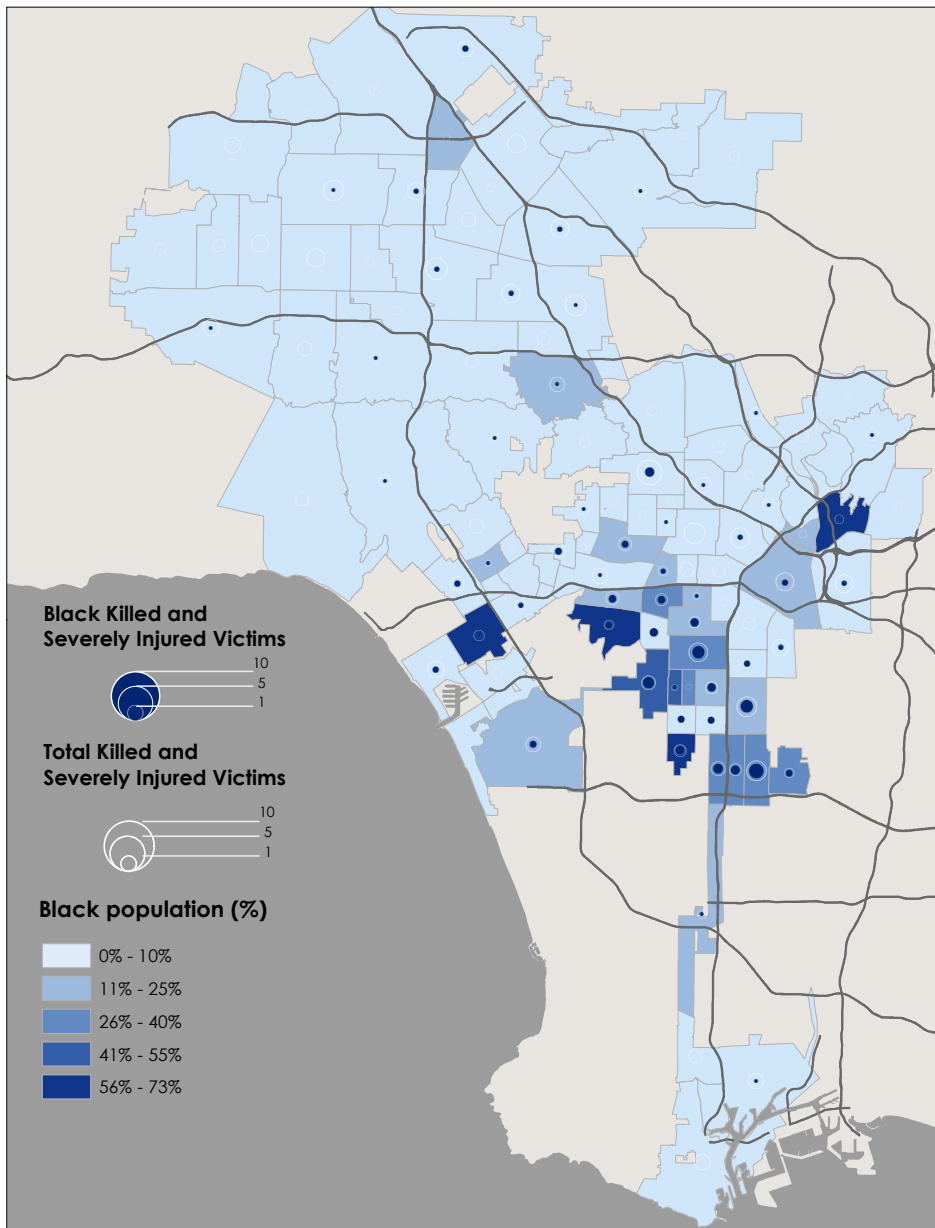 Black Killed and
Severely Injured Victims
10
5
1
Total Killed and
Severely Injured Victims
10
5
1
Black population (%)
0% - 10%
11% - 25%
26% - 40%
41% - 55%
56% - 73%